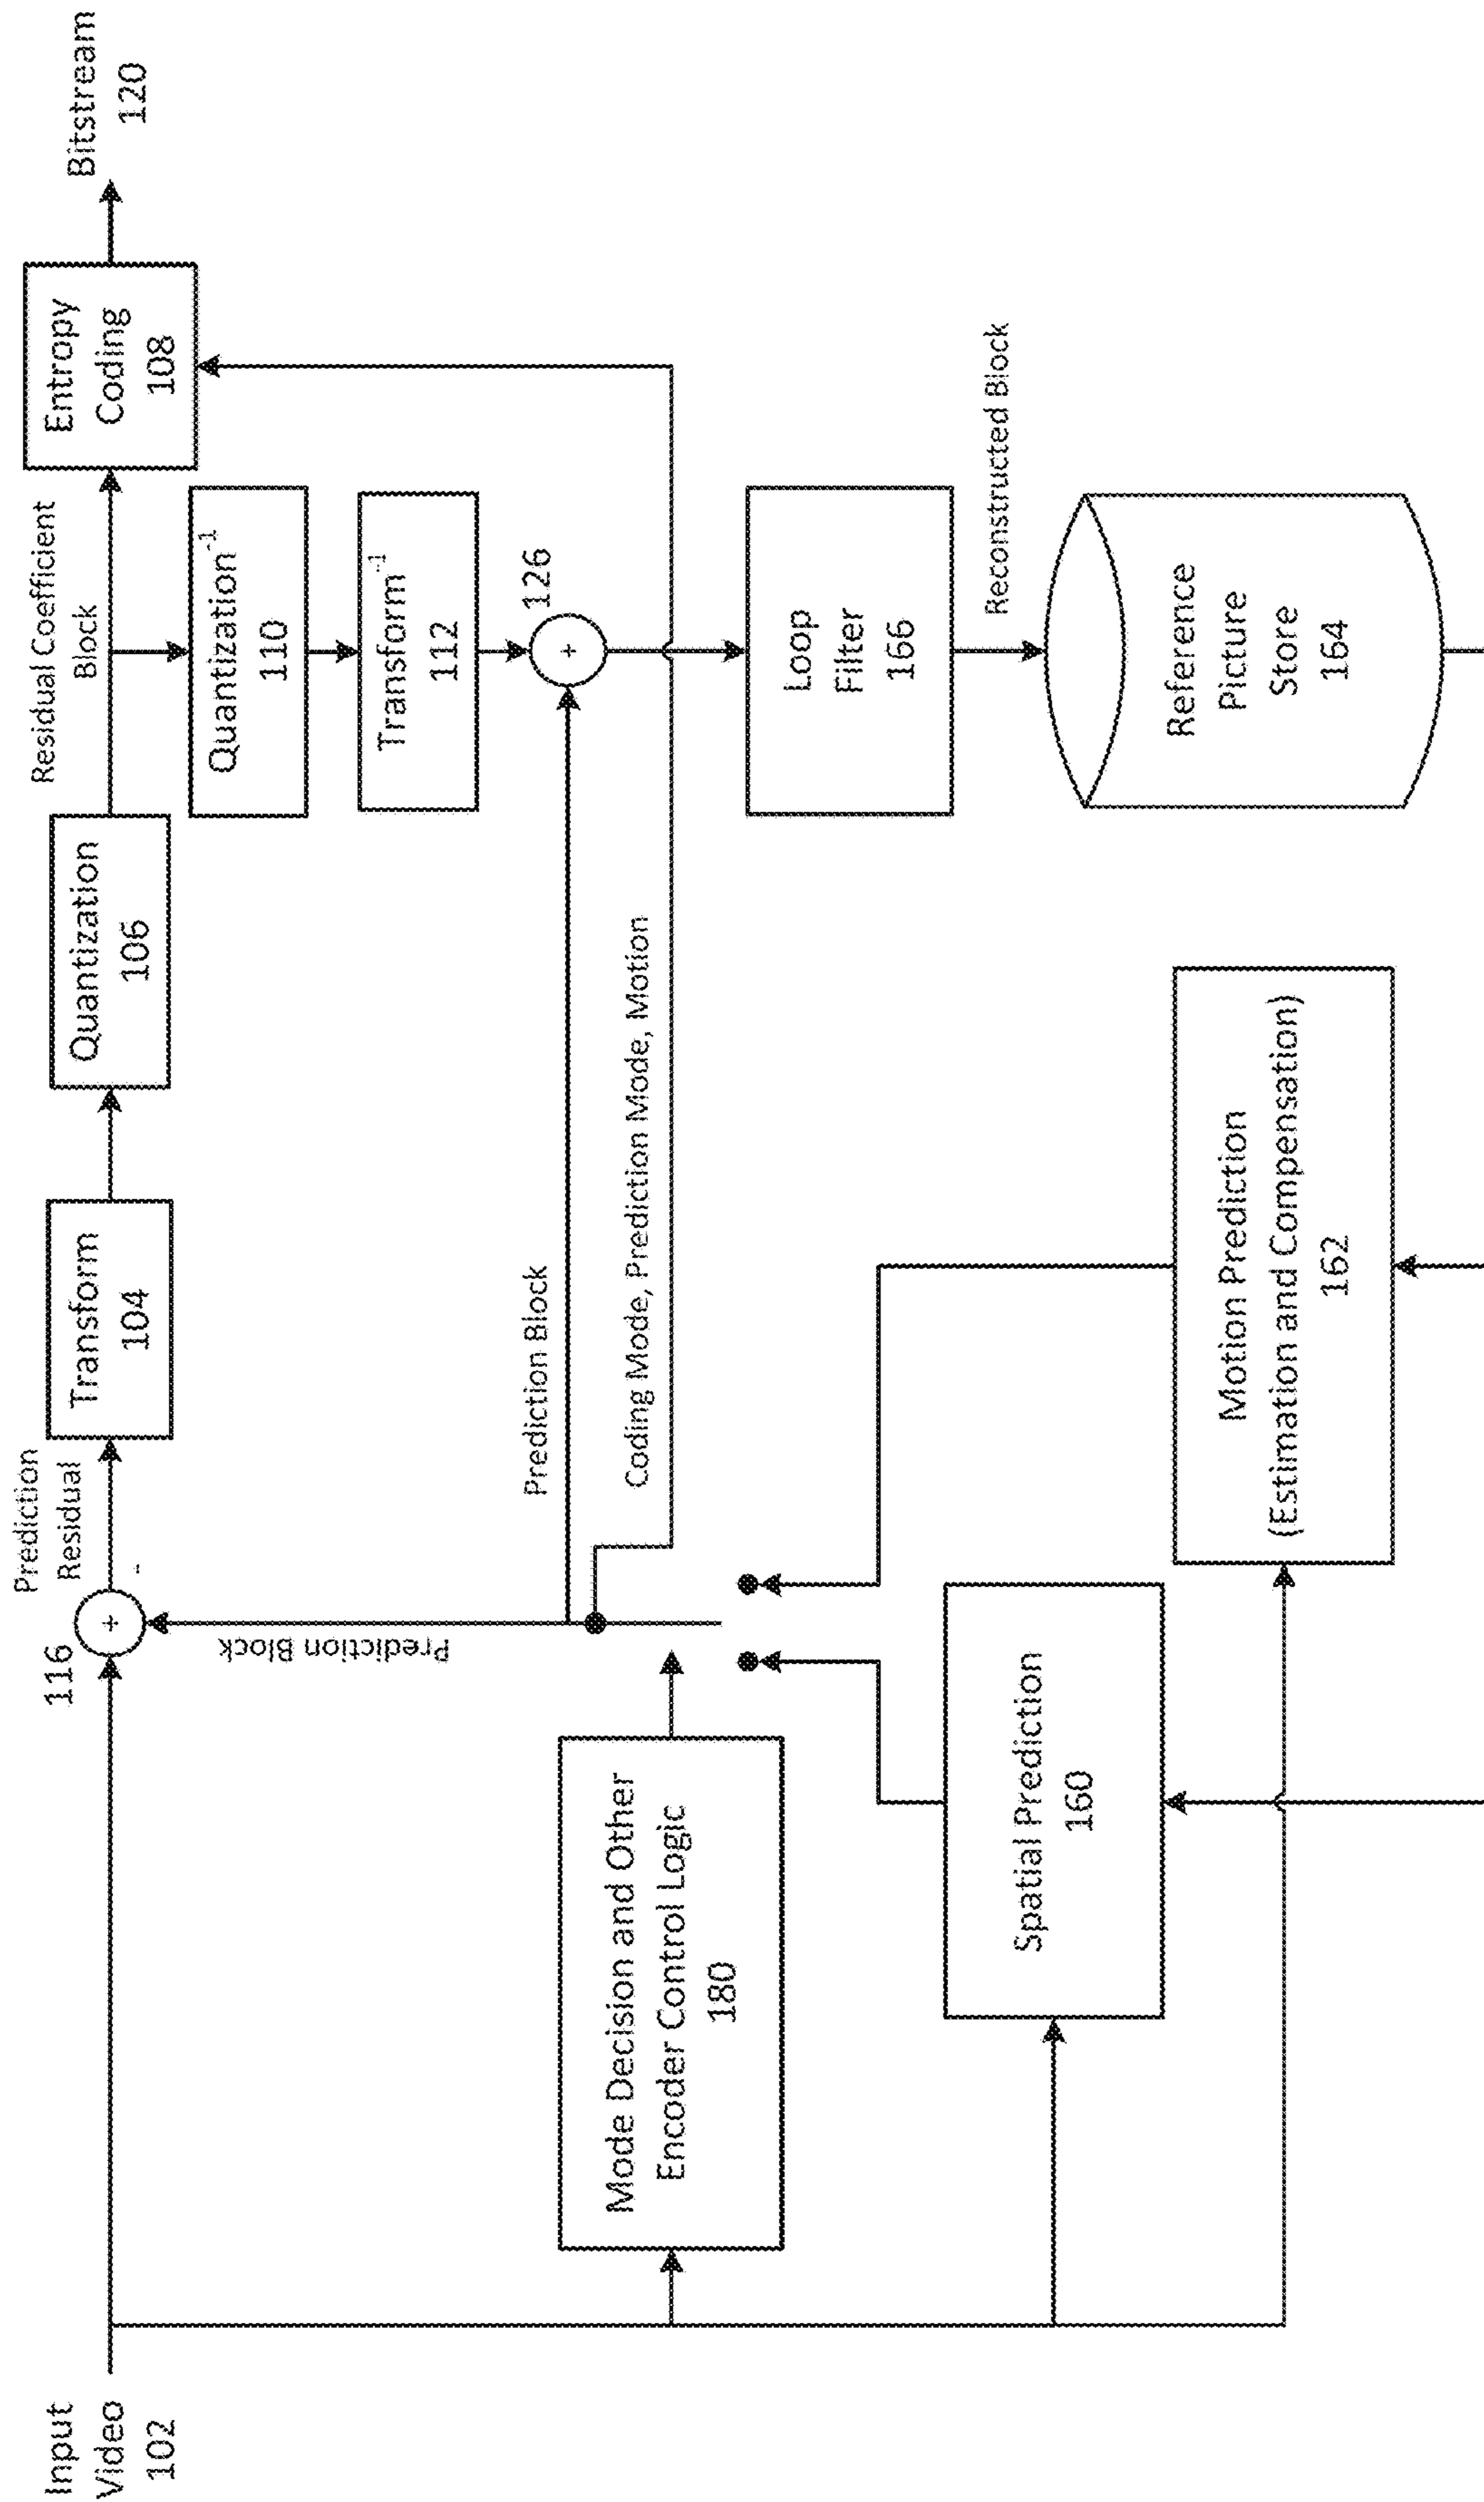 Input
Video
102
116
Prediction
Residual
-
+
Transform
104
Quantization
106
Residual Coefficient
Block
Entropy
Coding
108
Bitstream
120
Quantization-1
110
Transform-1
112
126
+
Prediction Block
Prediction Block
Coding Mode, Prediction Mode, Motion
Mode Decision and Other
Encoder Control Logic
180
Loop
Filter
166
Reconstructed Block
Spatial Prediction
160
Motion Prediction
(Estimation and Compensation)
162
Reference
Picture
Store
164